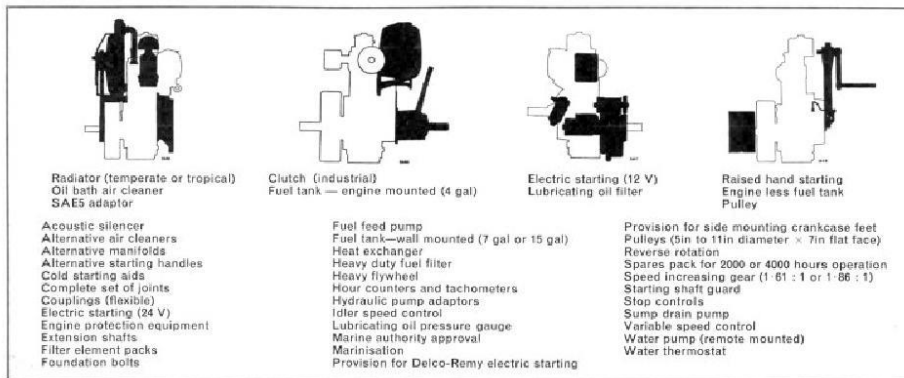 Radiator (temperate or tropical)
Oil bath air cleaner
SAE5 adaptor
Clutch (industrial)
Fuel tank — engine mounted (4 gal)
Electric starting (12 V)
Lubricating oil filter
Raised hand starting
Engine less fuel tank
Pulley
Acoustic silencer
Alternative air cleaners
Alternative manifolds
Alternative starting handles
Cold starting aids
Complete set of joints
Couplings (flexible)
Electric starting (24 V)
Engine protection equipment
Extension shafts
Filter element packs
Foundation bolts
Fuel feed pump
Fuel tank—wall mounted (7 gal or 15 gal)
Heat exchanger
Heavy duty fuel filter
Heavy flywheel
Hour counters and tachometers
Hydraulic pump adaptors
Idler speed control
Lubricating oil pressure gauge
Marine authority approval
Marinisation
Provision for Delco-Remy electric starting
Provision for side mounting crankcase feet
Pulleys (5in to 11in diameter × 7in flat face)
Reverse rotation
Spares pack for 2000 or 4000 hours operation
Speed increasing gear (1·61 : 1 or 1·86 : 1)
Starting shaft guard
Stop controls
Sump drain pump
Variable speed control
Water pump (remote mounted)
Water thermostat